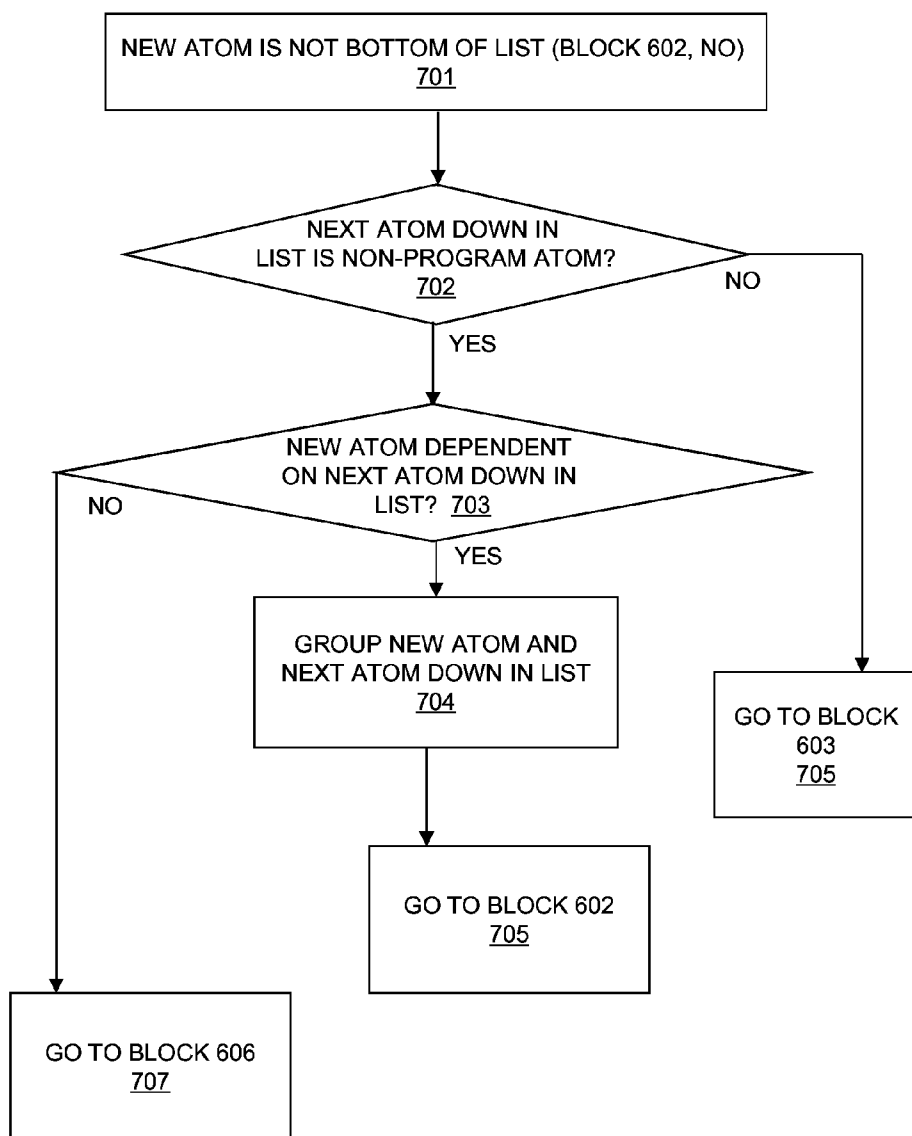 NEW ATOM IS NOT BOTTOM OF LIST (BLOCK 602, NO)
701
NEXT ATOM DOWN IN
LIST IS NON-PROGRAM ATOM?
702
NO
YES
NEW ATOM DEPENDENT
ON NEXT ATOM DOWN IN
LIST? 703
NO
YES
GROUP NEW ATOM AND
NEXT ATOM DOWN IN LIST
704
GO TO BLOCK
603
705
GO TO BLOCK 602
705
GO TO BLOCK 606
707